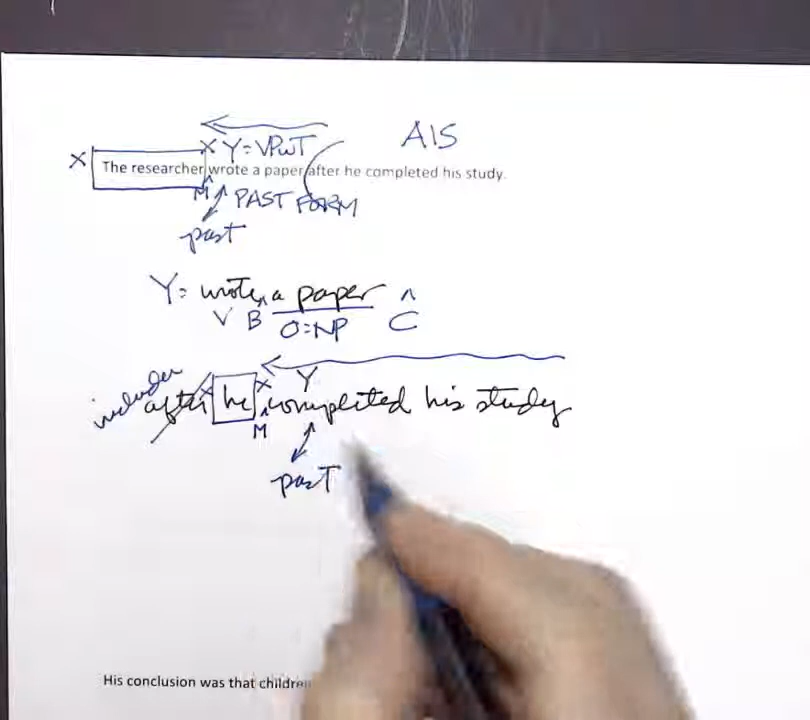 AIS
X Y=VPwT
X The researcher wrote a paper after he completed his study.
M PAST FORM
past
Y= wrote a paper
V B O=NP C
includer X Y
after he completed his study
M
past
His conclusion was that children